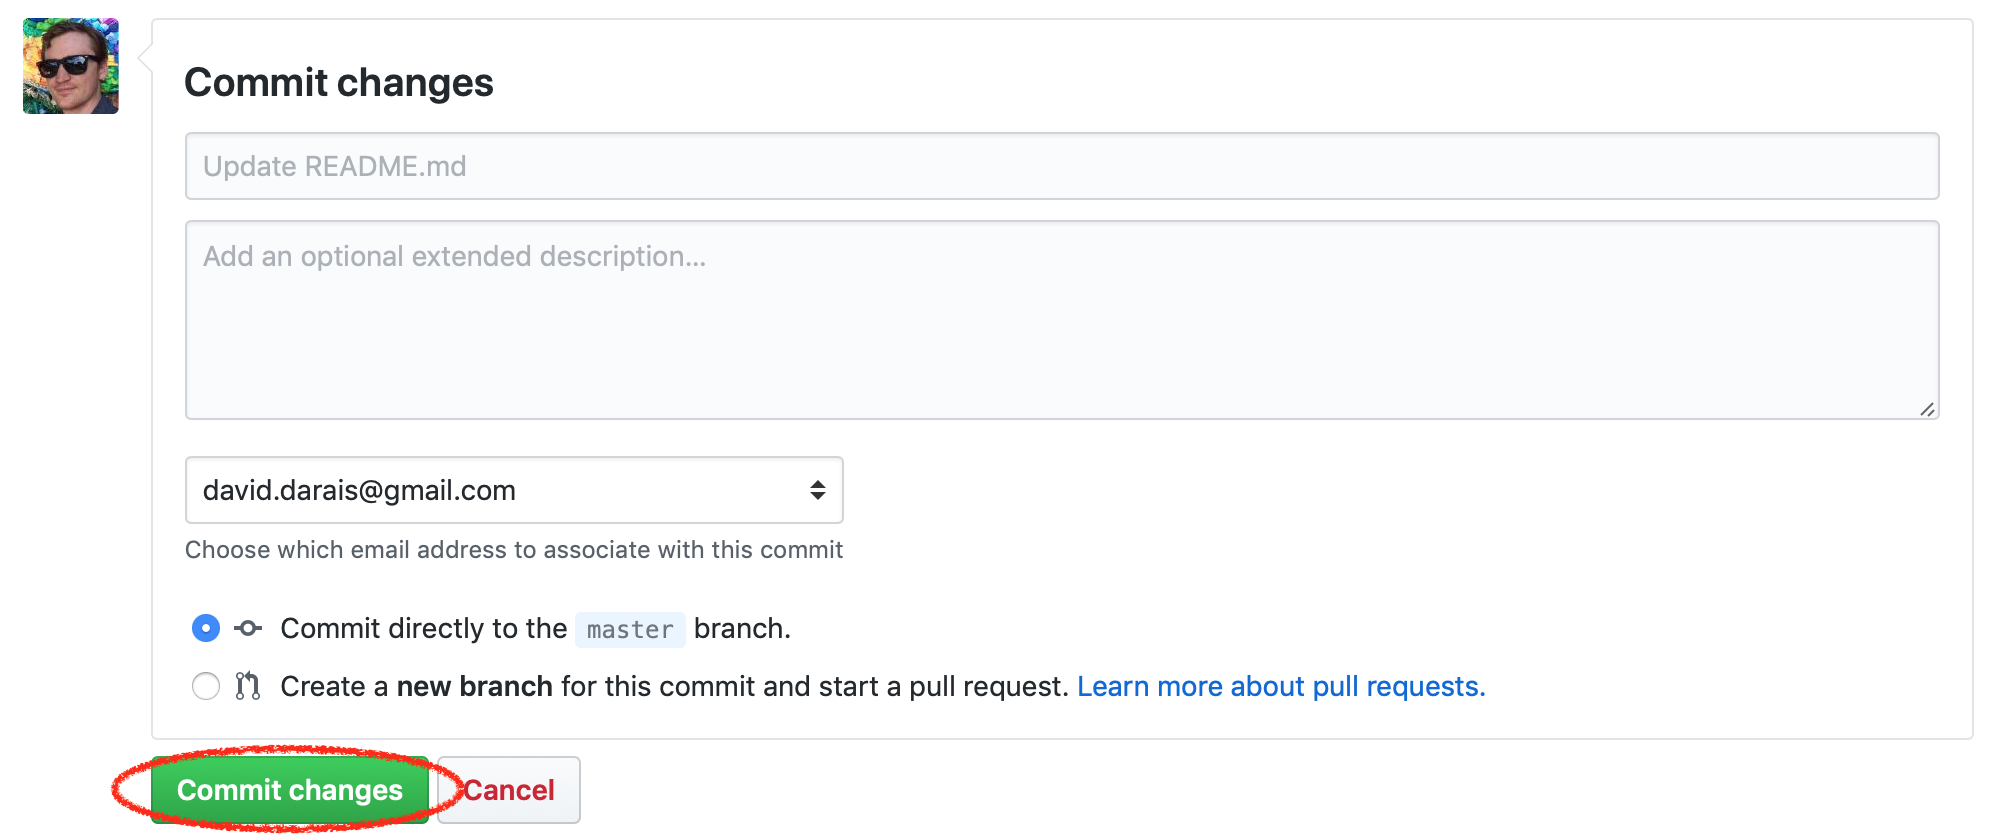 Commit changes
Update README.md
Add an optional extended description...
david.darais@gmail.com
Choose which email address to associate with this commit
Commit directly to the master branch.
Create a new branch for this commit and start a pull request. Learn more about pull requests.
Commit changes Cancel